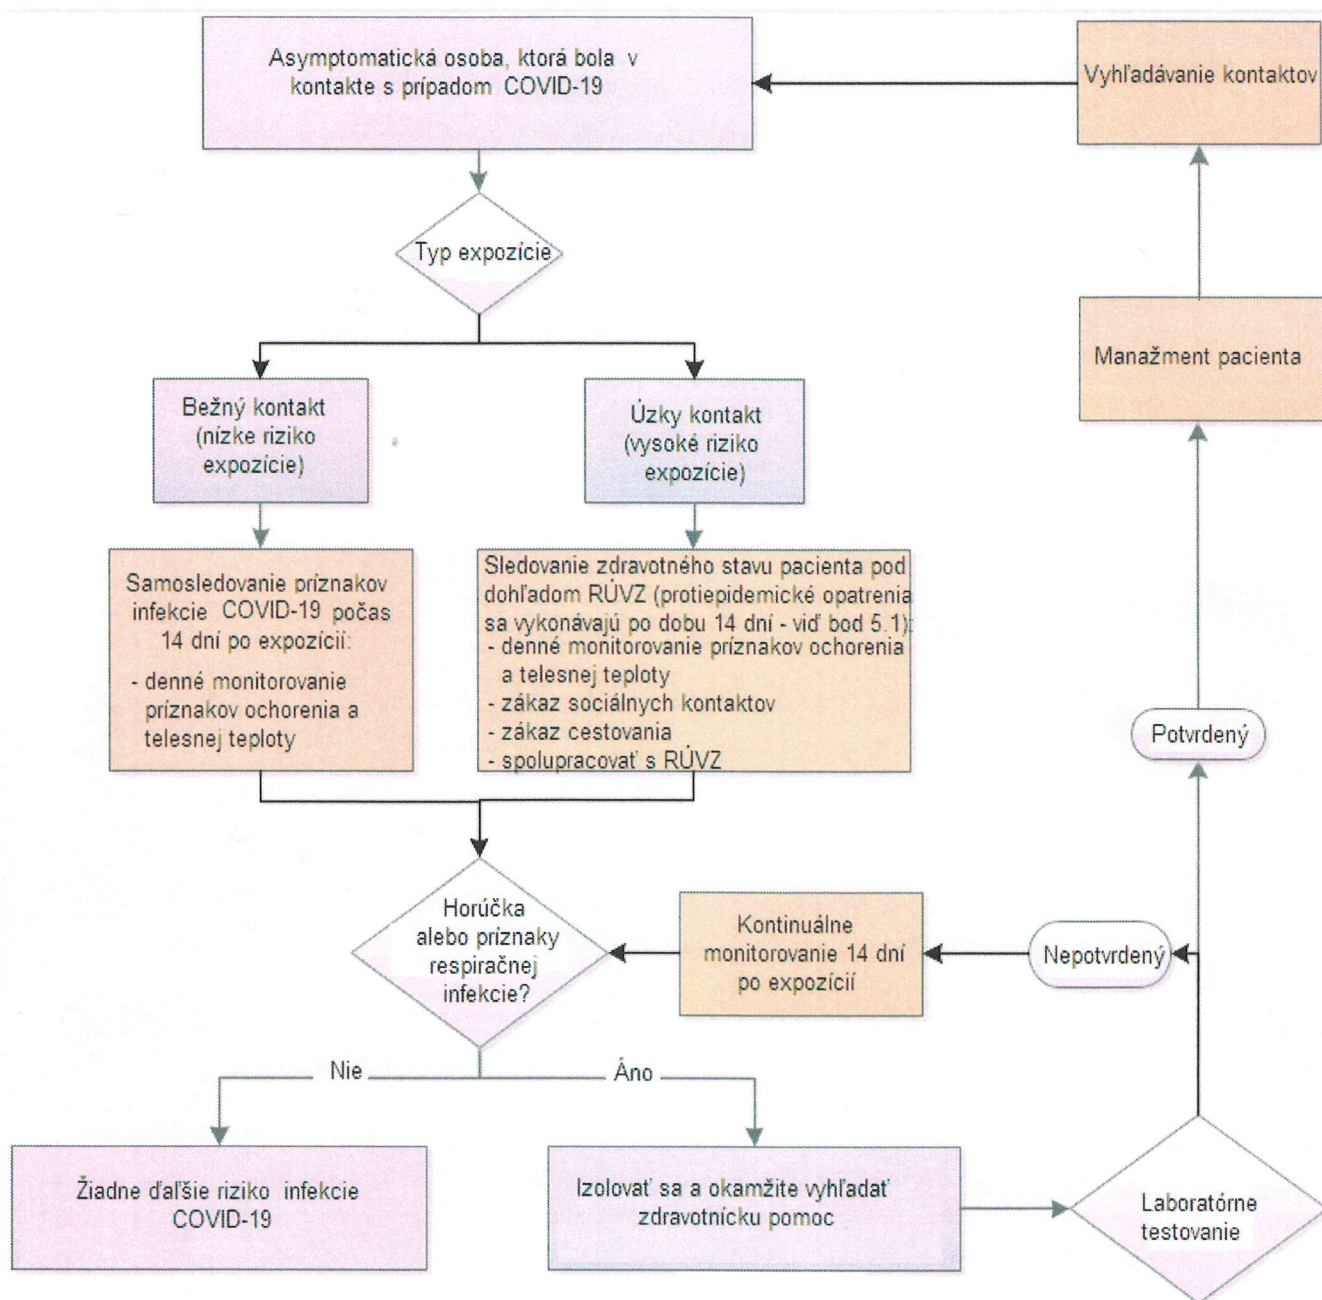 Asymptomatická osoba, ktorá bola v
kontakte s prípadom COVID-19
Vyhľadávanie kontaktov
Typ expozície
Manažment pacienta
Bežný kontakt
(nízke riziko
expozície)
Úzky kontakt
(vysoké riziko
expozície)
Samosledovanie príznakov
infekcie COVID-19 počas
14 dní po expozícií:
- denné monitorovanie
príznakov ochorenia a
telesnej teploty
Sledovanie zdravotného stavu pacienta pod
dohľadom RÚVZ (protiepidemické opatrenia
sa vykonávajú po dobu 14 dní - viď bod 5.1):
- denné monitorovanie príznakov ochorenia
a telesnej teploty
- zákaz sociálnych kontaktov
- zákaz cestovania
- spolupracovať s RÚVZ
Potvrdený
Horúčka
alebo príznaky
respiračnej
infekcie?
Kontinuálne
monitorovanie 14 dní
po expozícií
Nepotvrdený
Nie
Áno
Žiadne ďaľšie riziko infekcie
COVID-19
Izolovať sa a okamžite vyhľadať
zdravotnícku pomoc
Laboratórne
testovanie